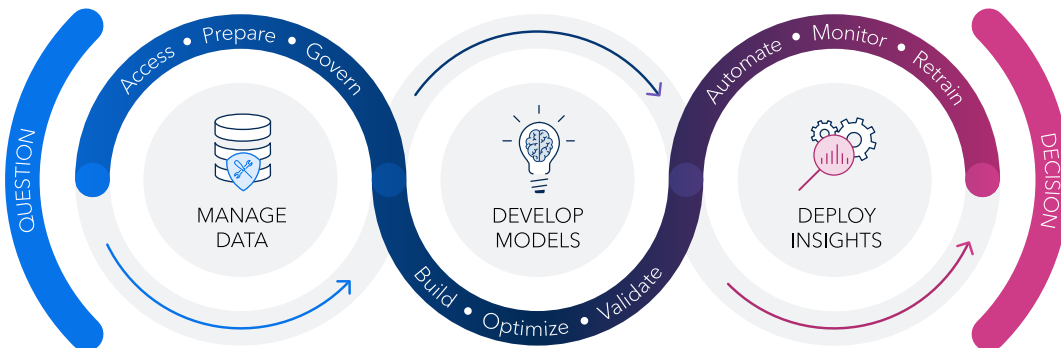 QUESTION
Access • Prepare • Govern
MANAGE
DATA
Build • Optimize • Validate
DEVELOP
MODELS
Automate • Monitor • Retrain
DEPLOY
INSIGHTS
DECISION